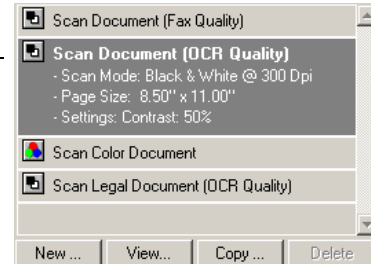 Scan Document (Fax Quality)
Scan Document (OCR Quality)
- Scan Mode: Black & White @ 300 Dpi
- Page Size: 8.50" x 11.00"
- Settings: Contrast: 50%
Scan Color Document
Scan Legal Document (OCR Quality)
New ... View... Copy ... Delete